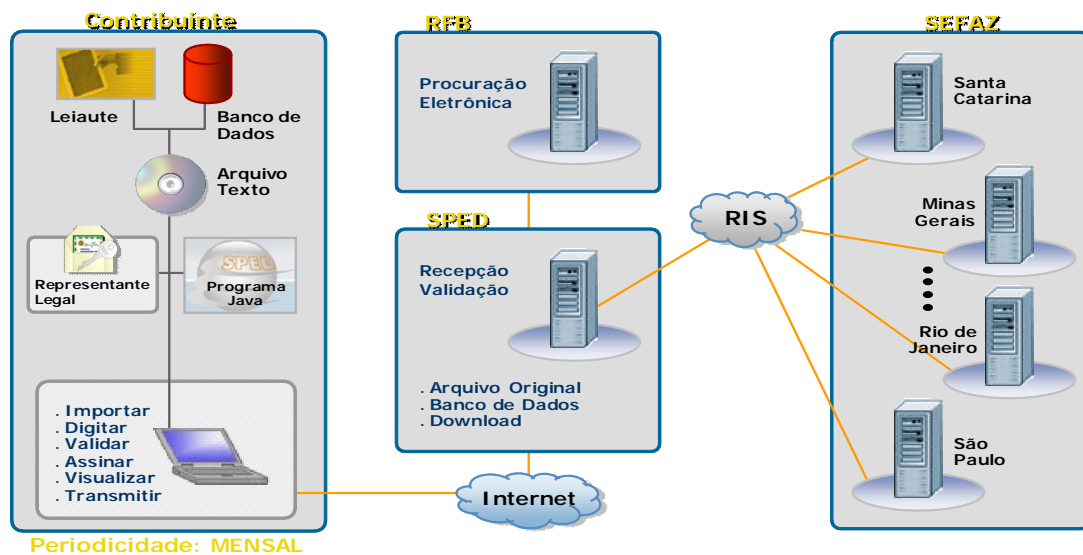 Contribuinte
Leiaute
Banco de
Dados
Arquivo
Texto
Representante
Legal
SPED
Programa
Java
. Importar
. Digitar
. Validar
. Assinar
. Visualizar
. Transmitir
Periodicidade: MENSAL
RFB
Procuração
Eletrônica
SPED
Recepção
Validação
. Arquivo Original
. Banco de Dados
. Download
Internet
RIS
SEFAZ
Santa
Catarina
Minas
Gerais
Rio de
Janeiro
São
Paulo